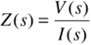 Z(s) = V(s) / I(s)